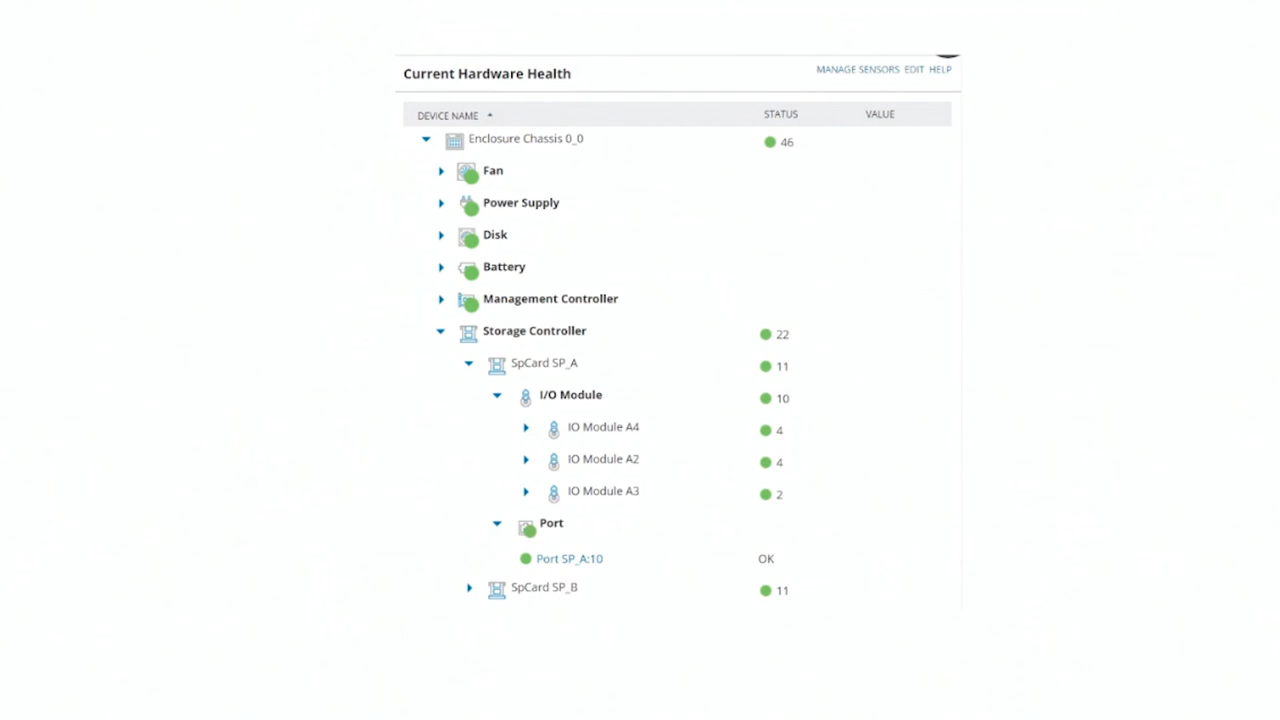 Current Hardware Health MANAGE SENSORS EDIT HELP
DEVICE NAME STATUS VALUE
Enclosure Chassis 0_0 46
Fan
Power Supply
Disk
Battery
Management Controller
Storage Controller 22
SpCard SP_A 11
I/O Module 10
IO Module A4 4
IO Module A2 4
IO Module A3 2
Port
Port SP_A:10 OK
SpCard SP_B 11